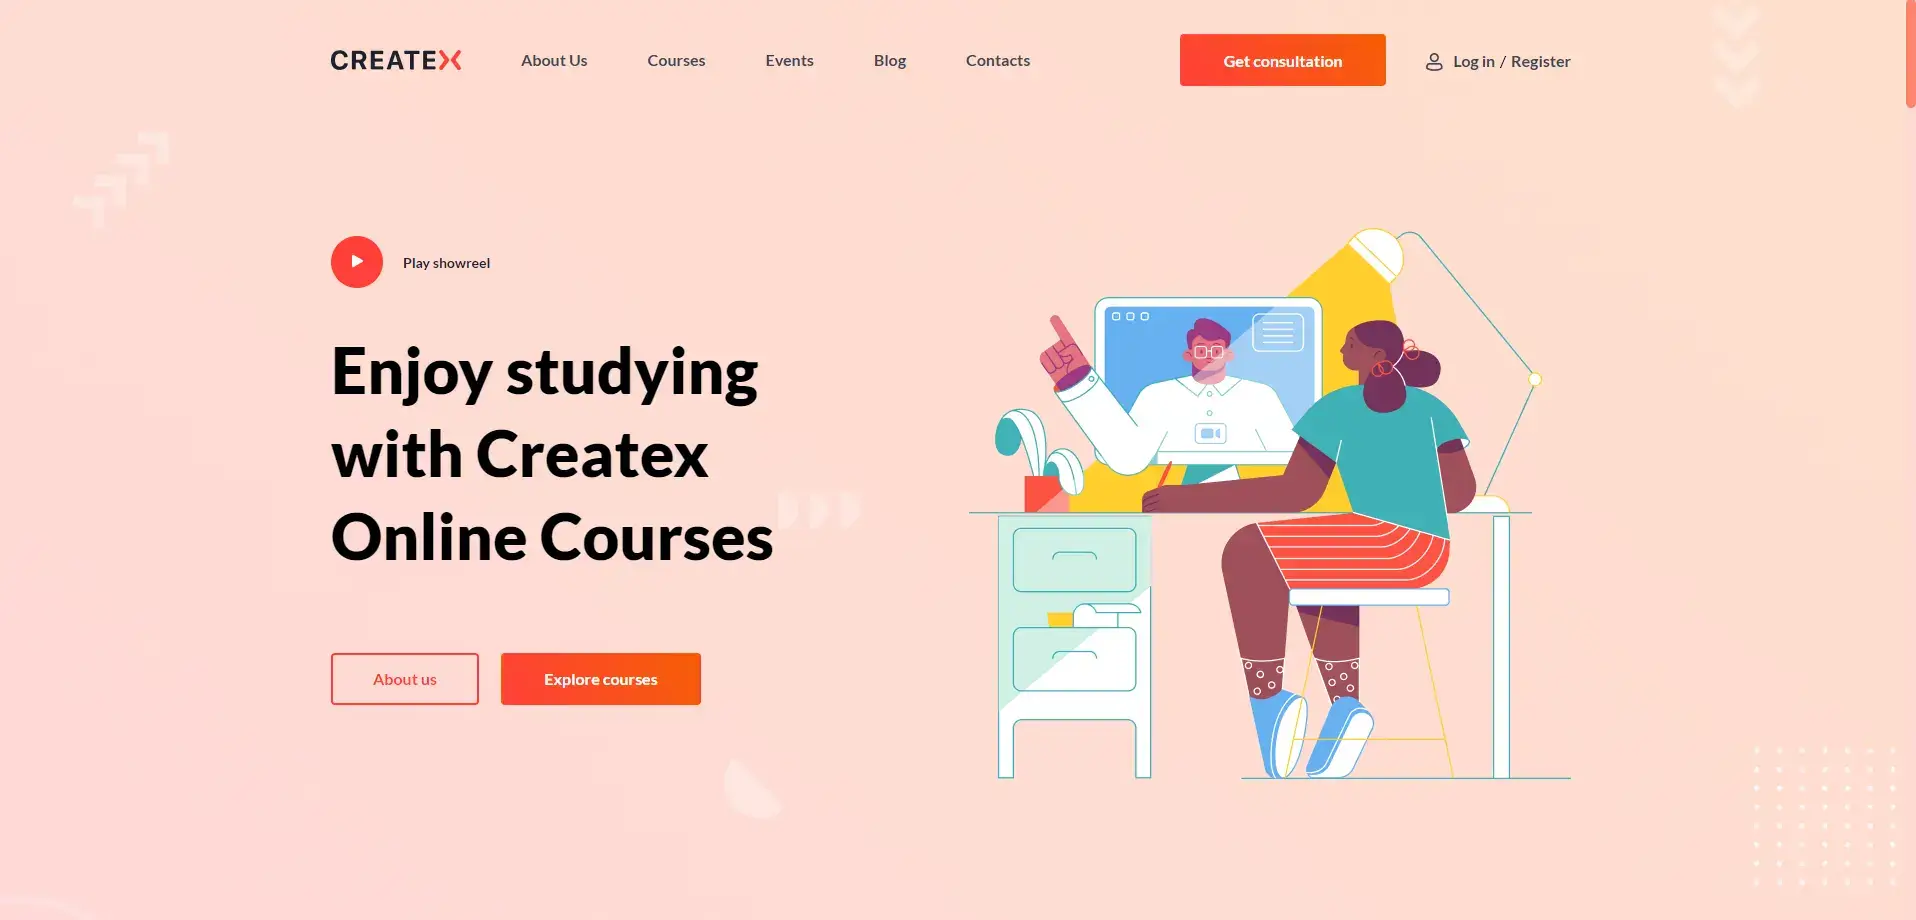 CREATEX
About Us
Courses
Events
Blog
Contacts
Get consultation
Log in / Register
Play showreel
Enjoy studying
with Createx
Online Courses
About us
Explore courses